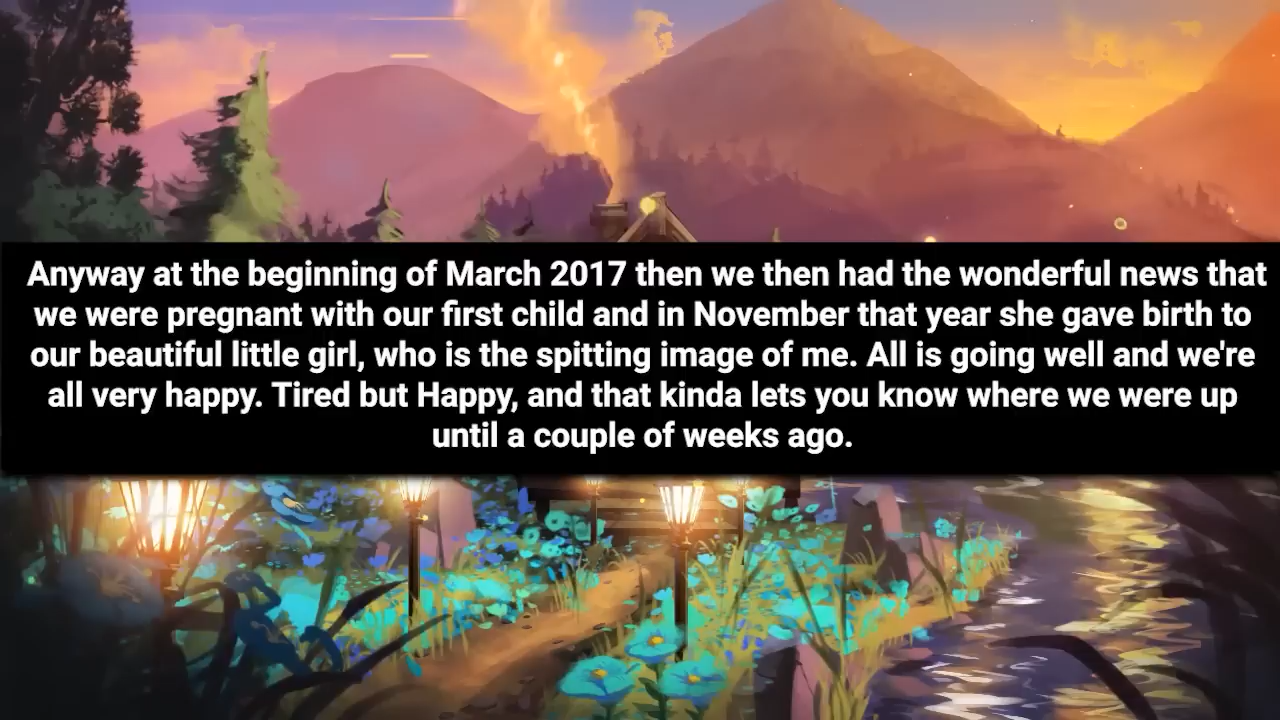 Anyway at the beginning of March 2017 then we then had the wonderful news that
we were pregnant with our first child and in November that year she gave birth to
our beautiful little girl, who is the spitting image of me. All is going well and we're
all very happy. Tired but Happy, and that kinda lets you know where we were up
until a couple of weeks ago.